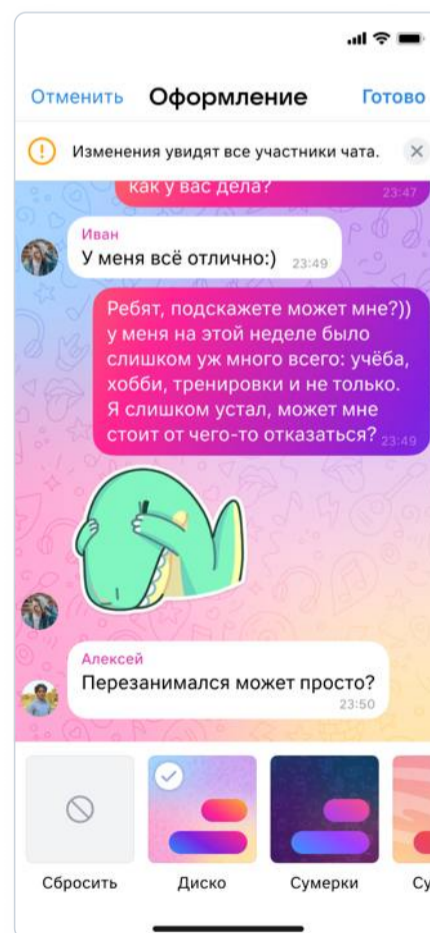 Отменить Оформление Готово
Изменения увидят все участники чата.
как у вас дела? 23:47
Иван
У меня всё отлично:) 23:49
Ребят, подскажете может мне?))
у меня на этой неделе было
слишком уж много всего: учёба,
хобби, тренировки и не только.
Я слишком устал, может мне
стоит от чего-то отказаться? 23:49
Алексей
Перезанимался может просто?
23:50
Сбросить Диско Сумерки Су